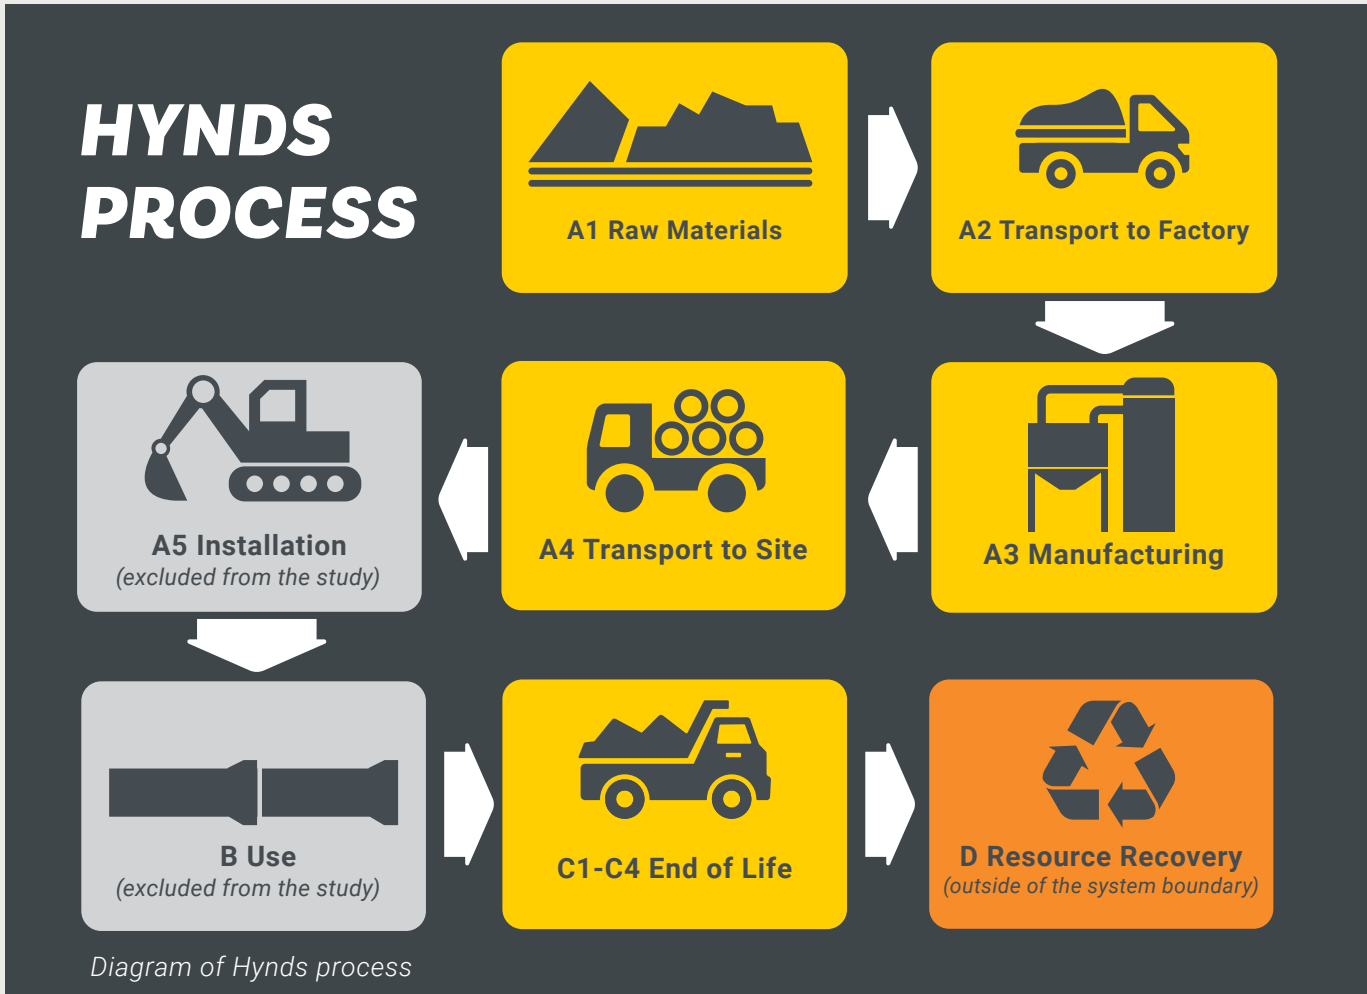 HYNDS
PROCESS
A1 Raw Materials
A2 Transport to Factory
A3 Manufacturing
A4 Transport to Site
A5 Installation
(excluded from the study)
B Use
(excluded from the study)
C1-C4 End of Life
D Resource Recovery
(outside of the system boundary)
Diagram of Hynds process